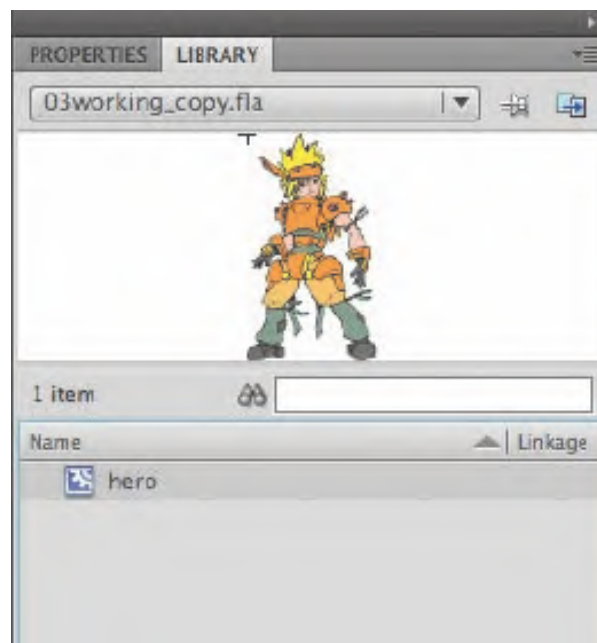 PROPERTIES LIBRARY
03working_copy.fla
1 item
Name Linkage
hero